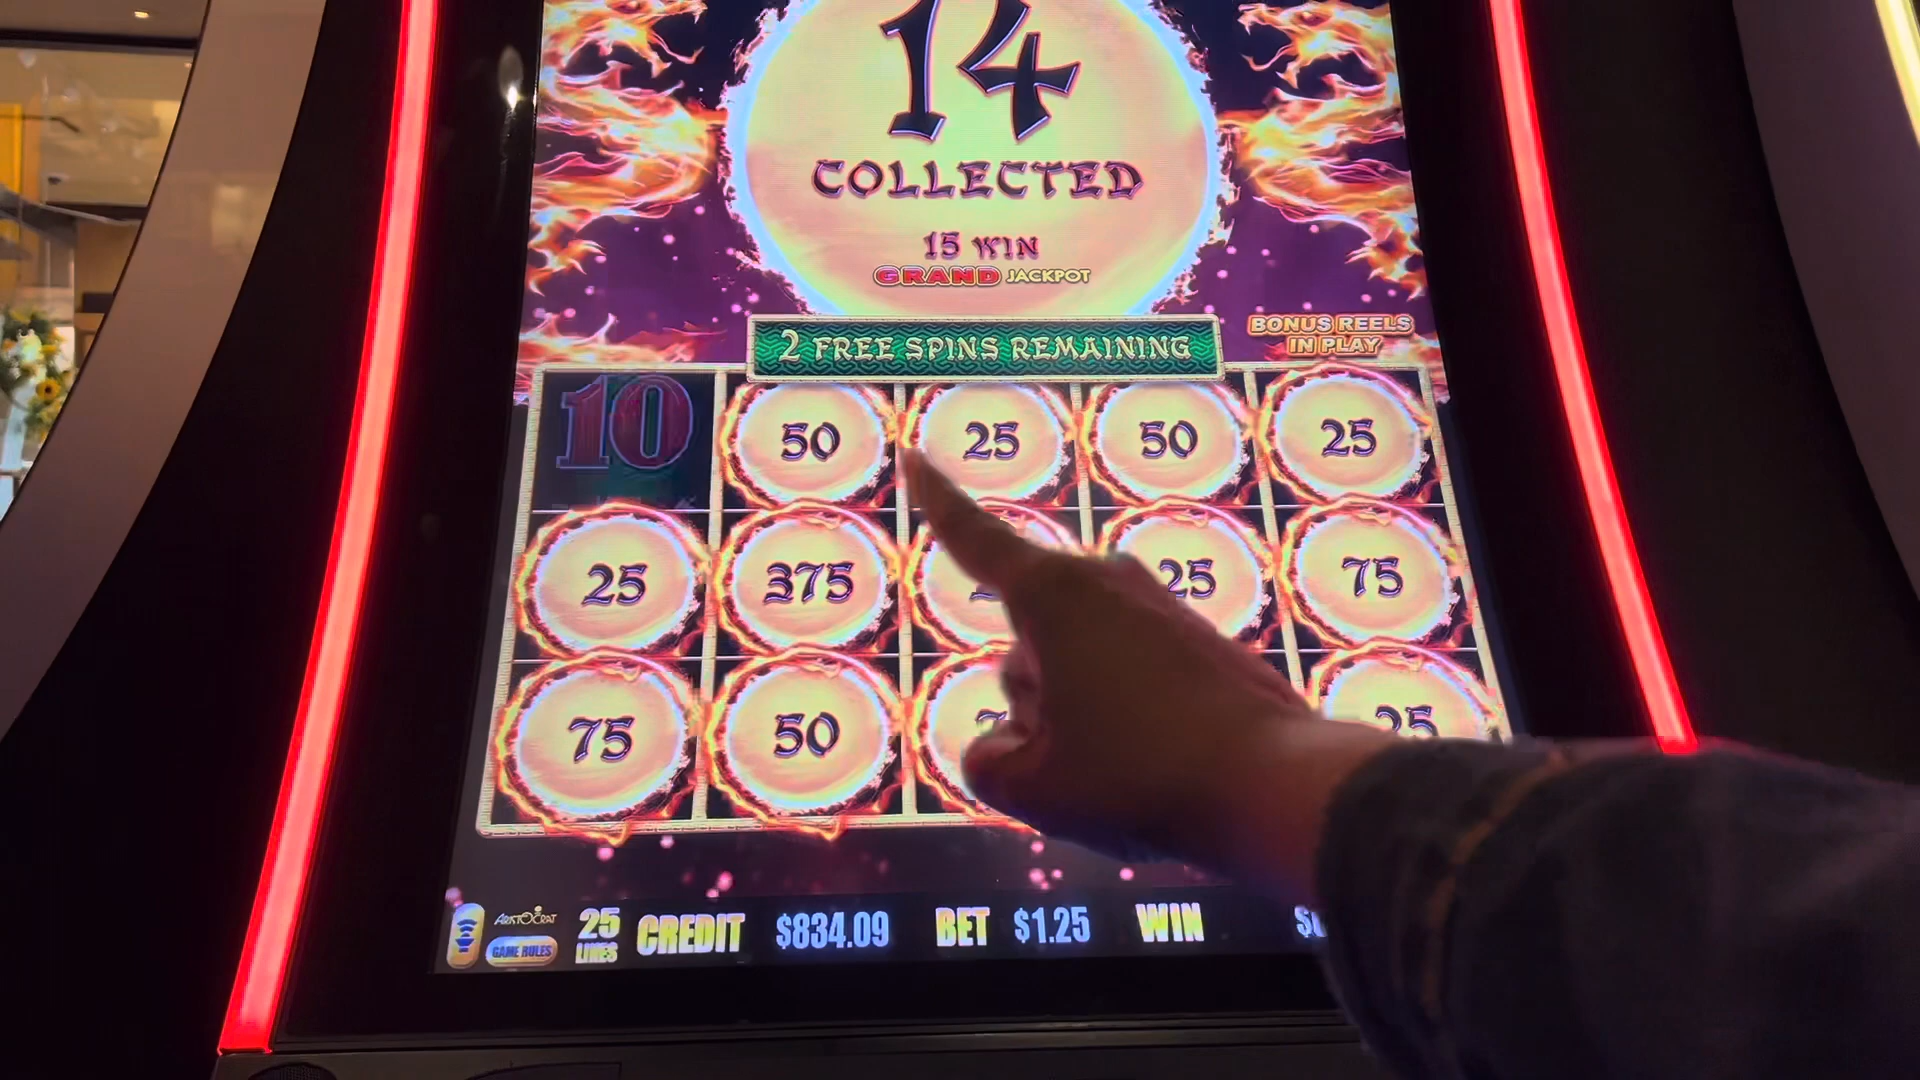 14
COLLECTED
15 WIN
GRAND JACKPOT
2 FREE SPINS REMAINING
BONUS REELS
IN PLAY
10 50 25 50 25
25 375 25 75
75 50 25
ARISTOCRAT
GAME RULES
25
LINES
CREDIT $834.09 BET $1.25 WIN